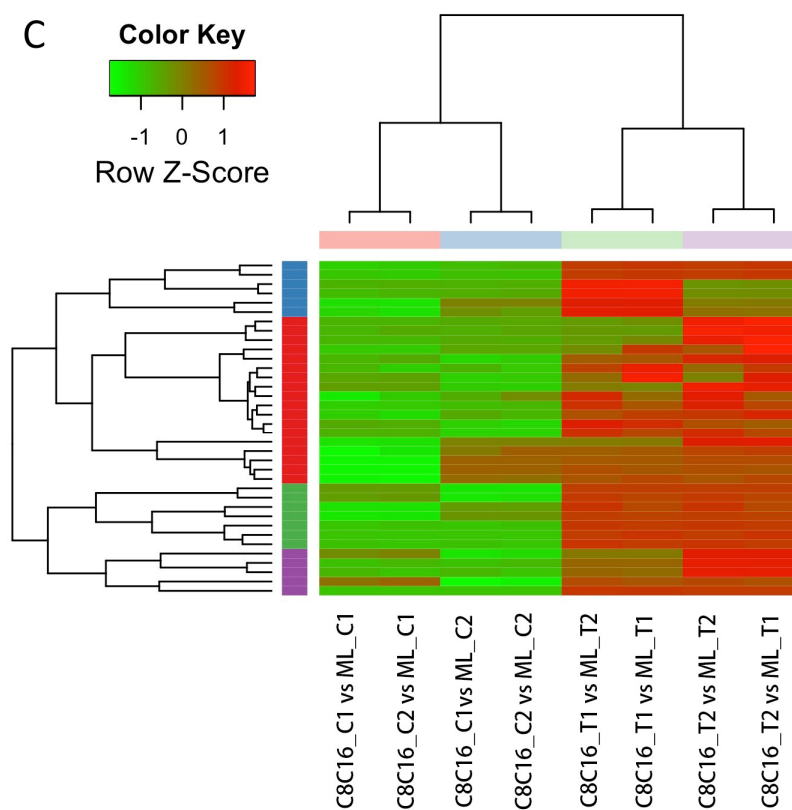 C
Color Key
-1 0 1
Row Z-Score
C8C16_C1 vs ML_C1
C8C16_C2 vs ML_C1
C8C16_C1vs ML_C2
C8C16_C2 vs ML_C2
C8C16_T1 vs ML_T2
C8C16_T1 vs ML_T1
C8C16_T2 vs ML_T2
C8C16_T2 vs ML_T1